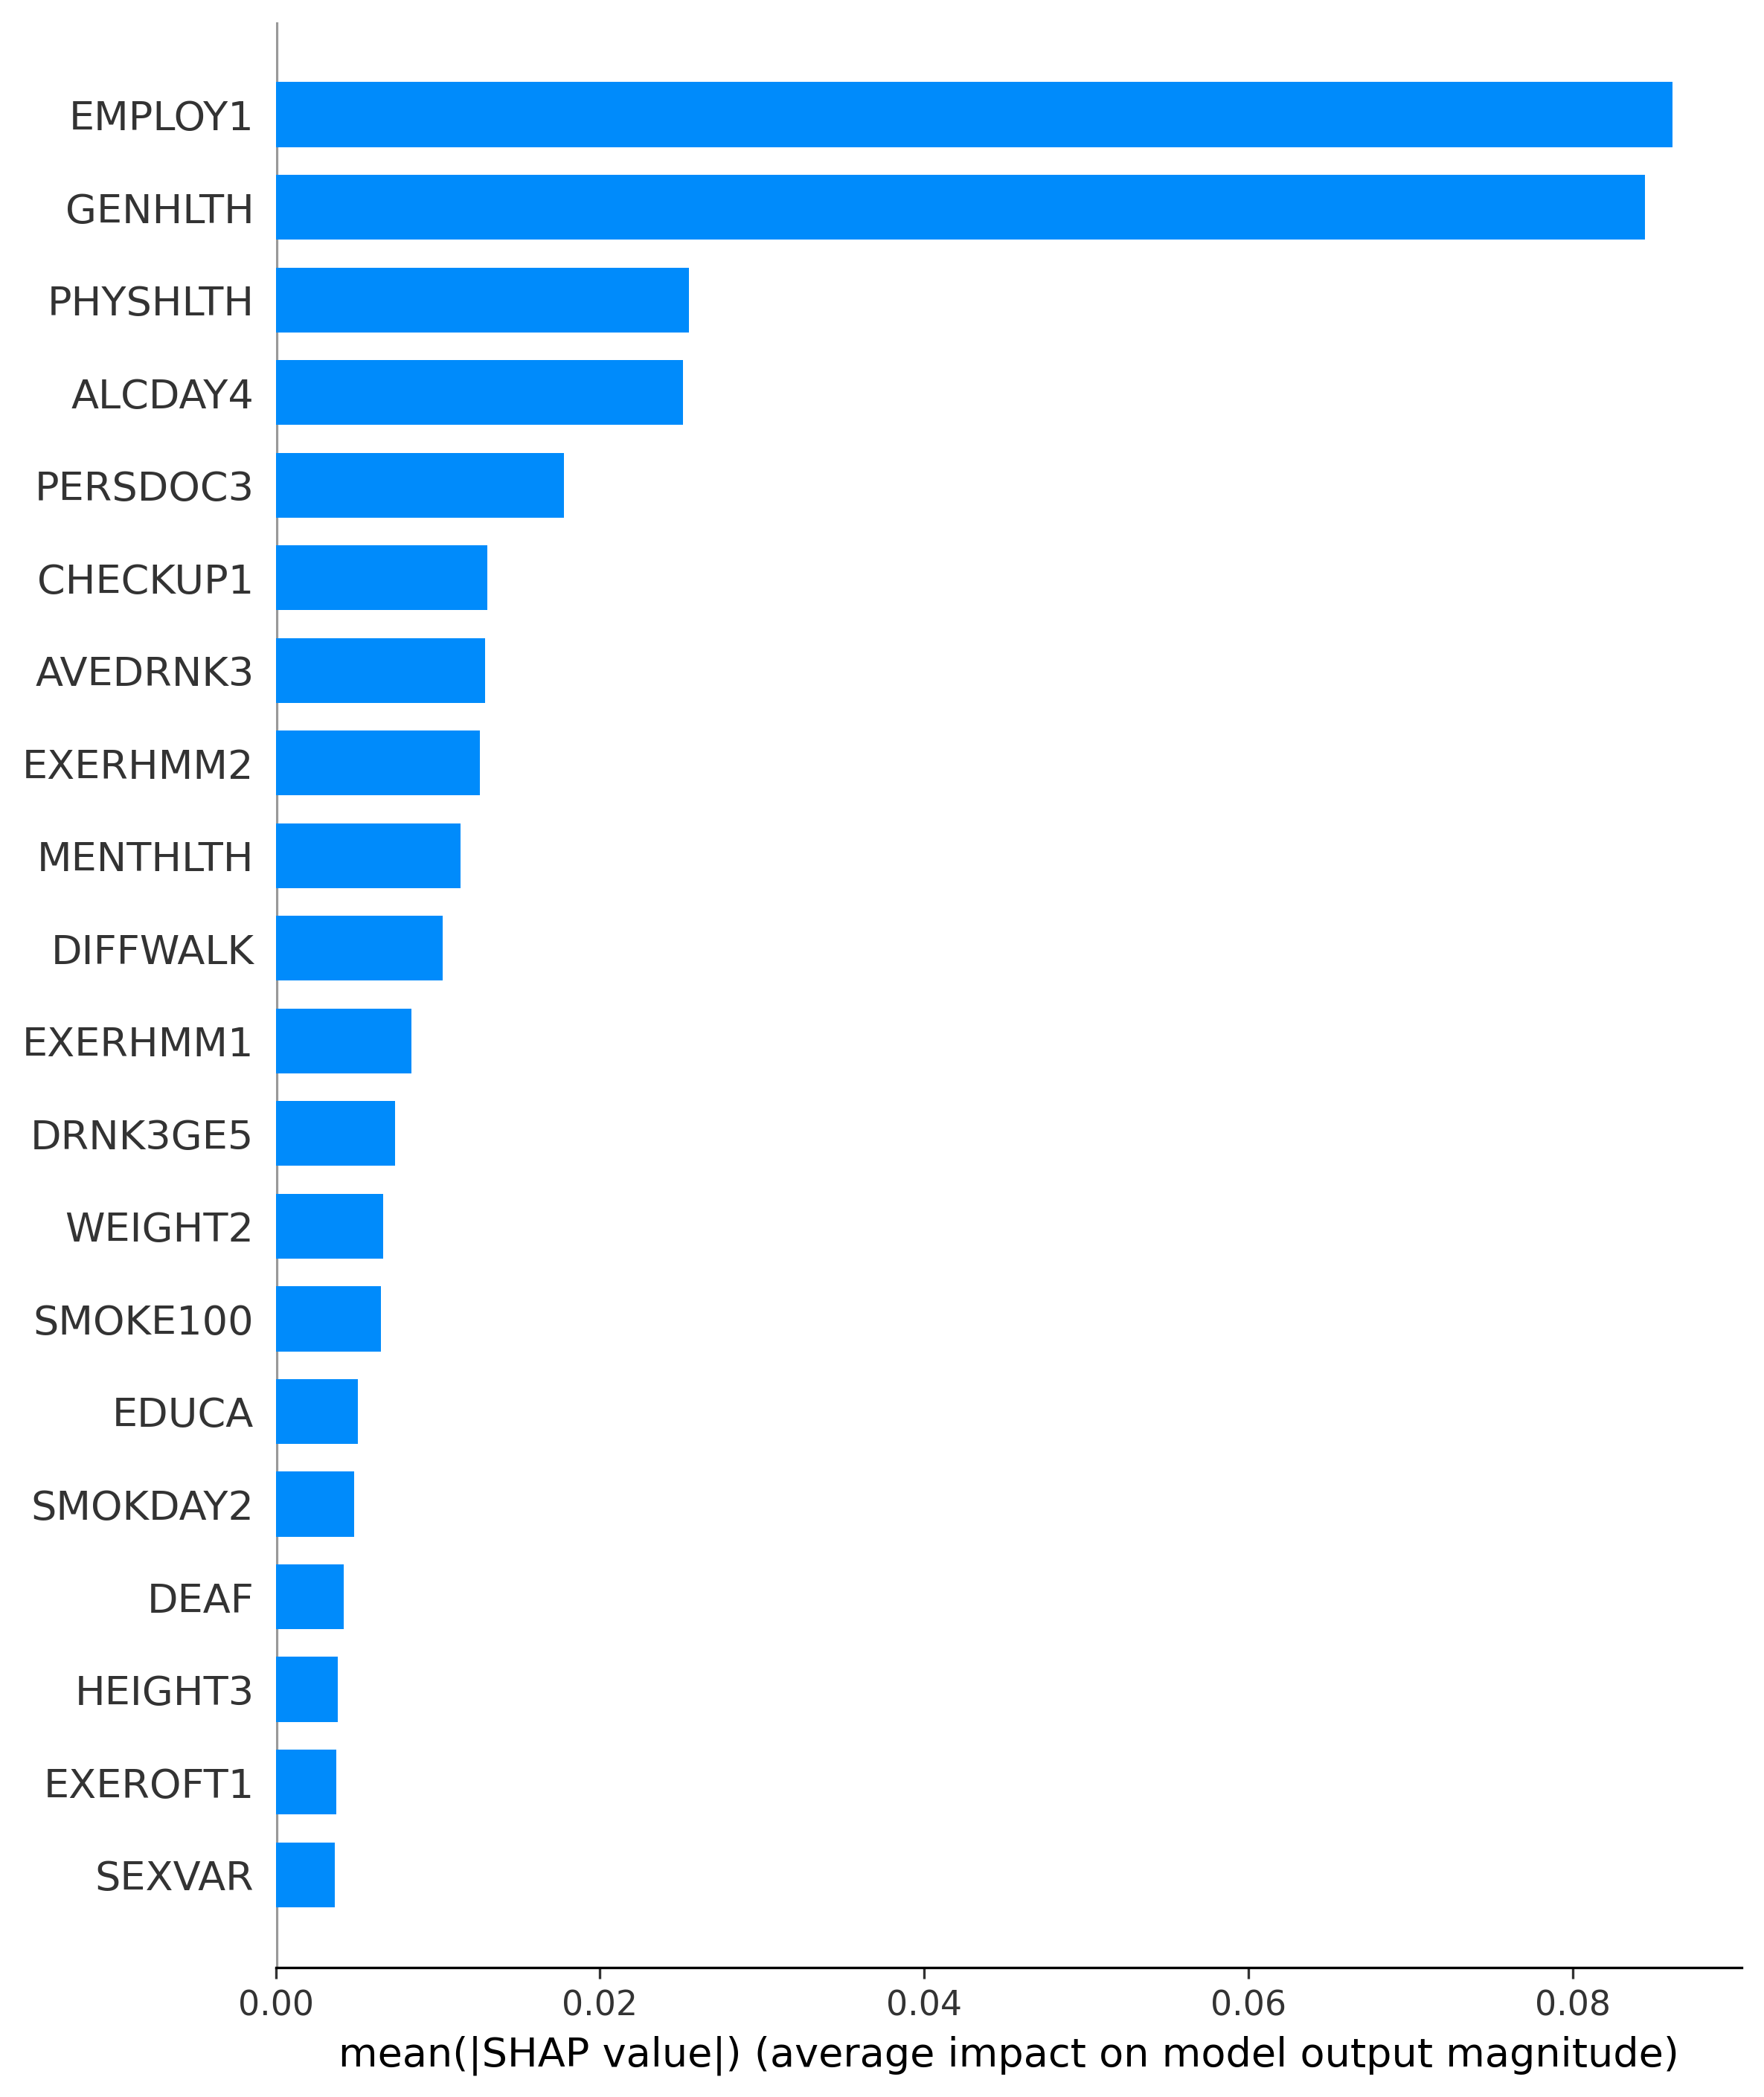 EMPLOY1
GENHLTH
PHYSHLTH
ALCDAY4
PERSDOC3
CHECKUP1
AVEDRNK3
EXERHMM2
MENTHLTH
DIFFWALK
EXERHMM1
DRNK3GE5
WEIGHT2
SMOKE100
EDUCA
SMOKDAY2
DEAF
HEIGHT3
EXEROFT1
SEXVAR
0.00 0.02 0.04 0.06 0.08
mean(|SHAP value|) (average impact on model output magnitude)